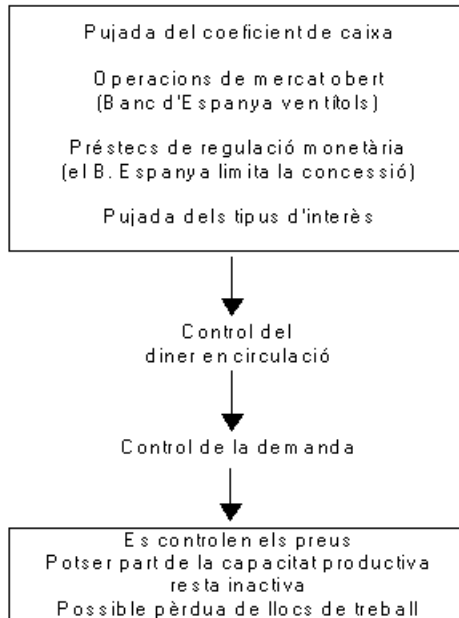 Pujada del coeficient de caixa
Operacions de mercat obert
(Banc d'Espanya ven títols)
Préstecs de regulació monetària
(el B. Espanya limita la concessió)
Pujada dels tipus d'interès
Control del
diner en circulació
Control de la demanda
Es controlen els preus
Potser part de la capacitat productiva
resta inactiva
Possible pèrdua de llocs de treball